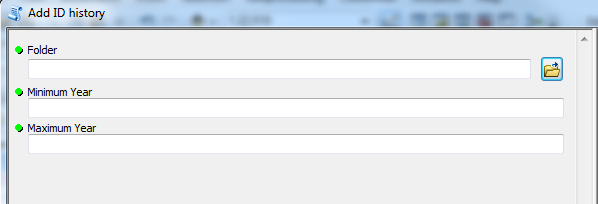 Add ID history
Folder
Minimum Year
Maximum Year